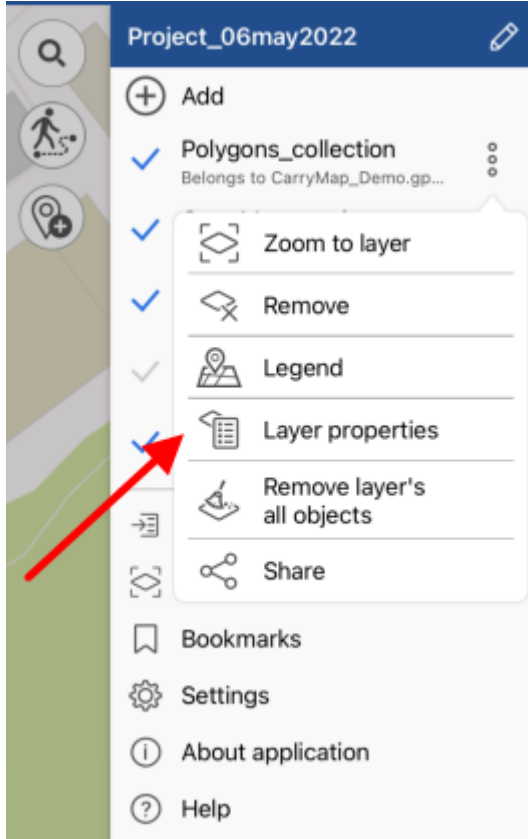 Project_06may2022
Add
Polygons_collection
Belongs to CarryMap_Demo.gp...
Zoom to layer
Remove
Legend
Layer properties
Remove layer's
all objects
Share
Bookmarks
Settings
About application
Help